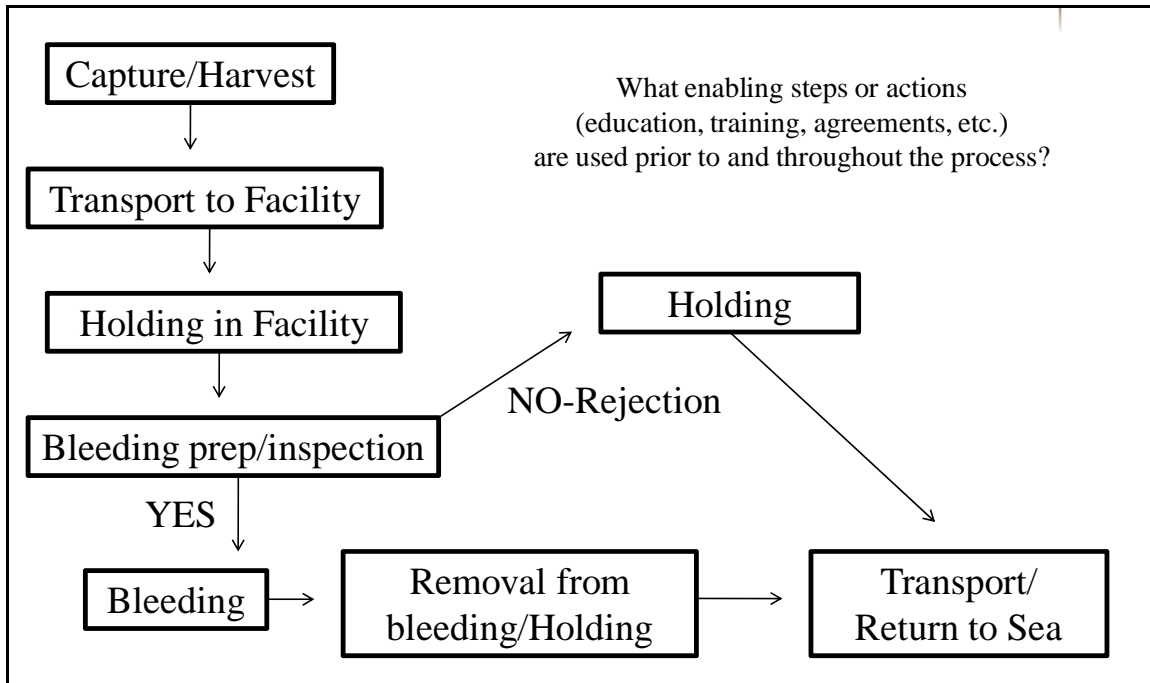 Capture/Harvest
What enabling steps or actions
(education, training, agreements, etc.)
are used prior to and throughout the process?
Transport to Facility
Holding in Facility
Holding
NO-Rejection
Bleeding prep/inspection
YES
Bleeding
Removal from
bleeding/Holding
Transport/
Return to Sea